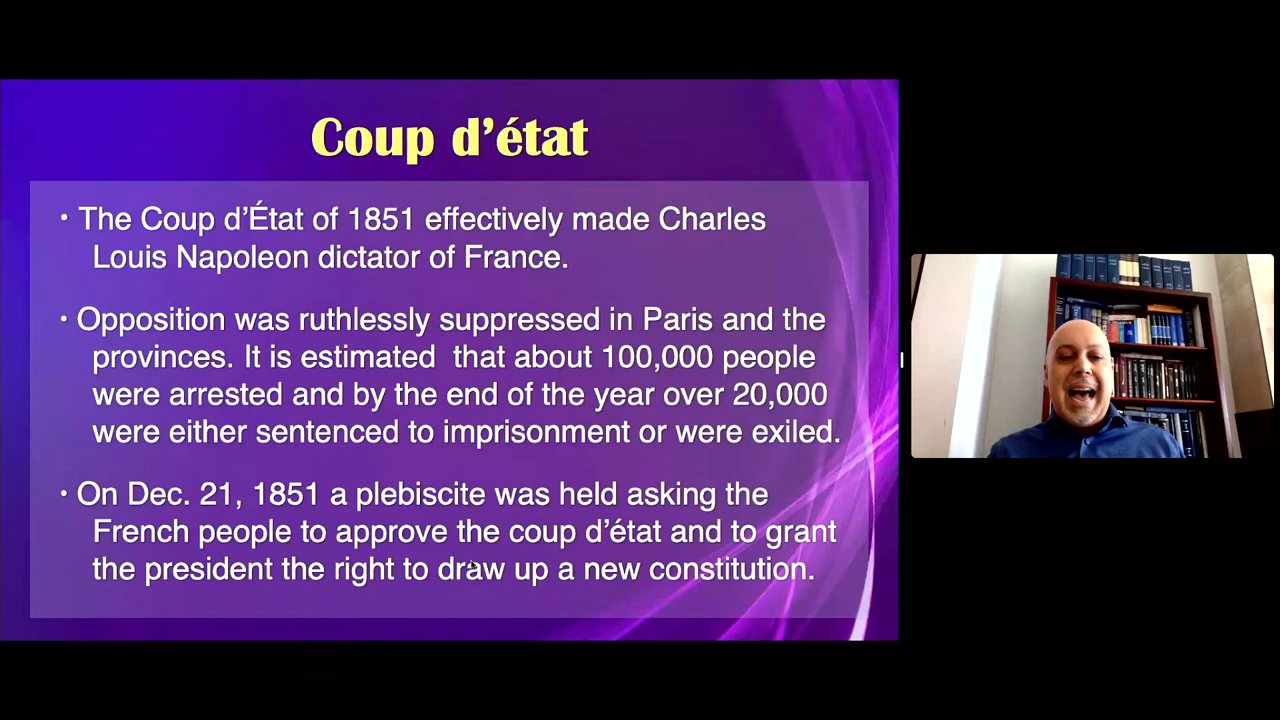 Coup d’état
• The Coup d’État of 1851 effectively made Charles
Louis Napoleon dictator of France.
• Opposition was ruthlessly suppressed in Paris and the
provinces. It is estimated  that about 100,000 people
were arrested and by the end of the year over 20,000
were either sentenced to imprisonment or were exiled.
• On Dec. 21, 1851 a plebiscite was held asking the
French people to approve the coup d’état and to grant
the president the right to draw up a new constitution.